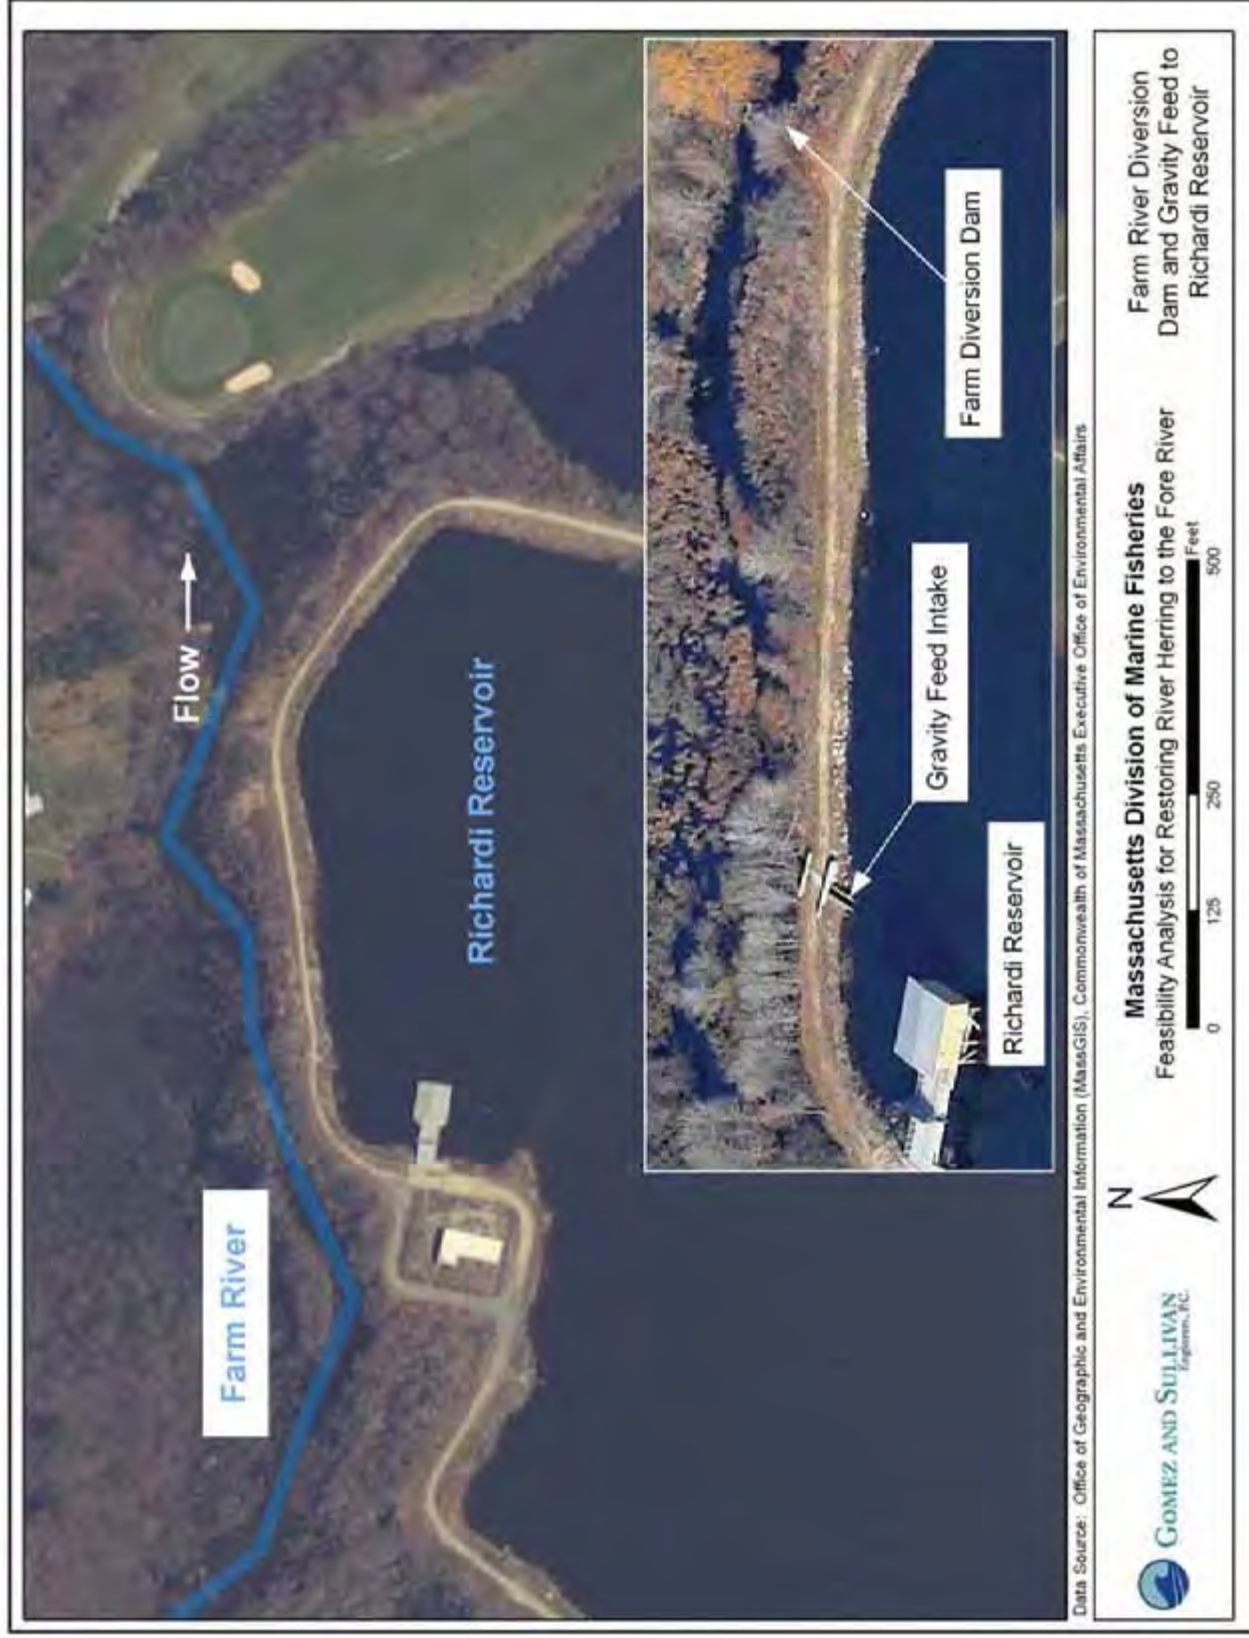 Farm River
Flow
Richardi Reservoir
Farm Diversion Dam
Gravity Feed Intake
Richardi Reservoir
Data Source: Office of Geographic and Environmental Information (MassGIS), Commonwealth of Massachusetts Executive Office of Environmental Affairs
GOMEZ AND SULLIVAN
Engineers, P.C.
N
Massachusetts Division of Marine Fisheries
Feasibility Analysis for Restoring River Herring to the Fore River
Feet
0 125 250 500
Farm River Diversion
Dam and Gravity Feed to
Richardi Reservoir